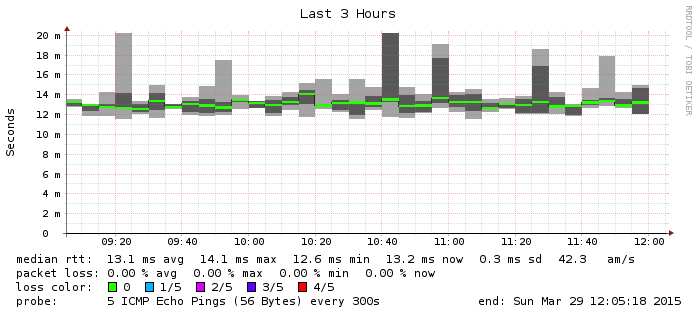 Last 3 Hours
RRDTOOL / TOBI OETIKER
Seconds
20 m
18 m
16 m
14 m
12 m
10 m
8 m
6 m
4 m
2 m
0
09:20 09:40 10:00 10:20 10:40 11:00 11:20 11:40 12:00
median rtt: 13.1 ms avg 14.1 ms max 12.6 ms min 13.2 ms now 0.3 ms sd 42.3 am/s
packet loss: 0.00 % avg 0.00 % max 0.00 % min 0.00 % now
loss color: 0 1/5 2/5 3/5 4/5
probe: 5 ICMP Echo Pings (56 Bytes) every 300s end: Sun Mar 29 12:05:18 2015